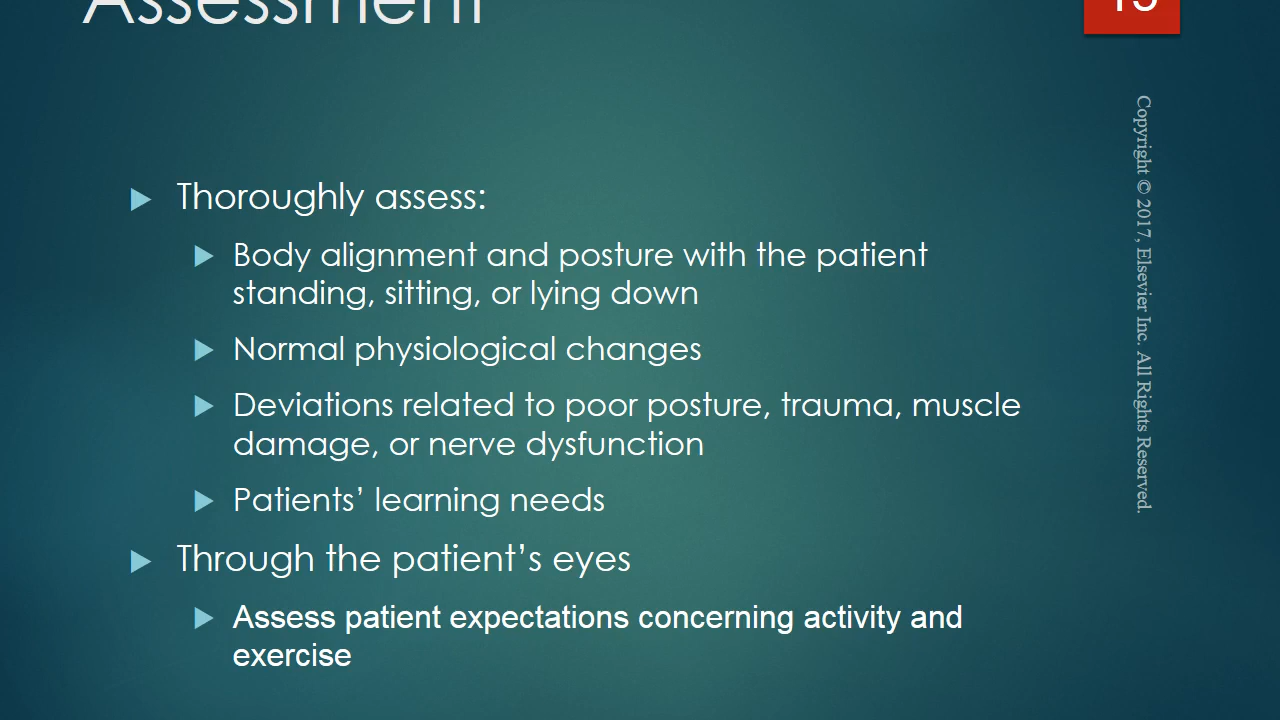 Assessment
Thoroughly assess:
Body alignment and posture with the patient
standing, sitting, or lying down
Normal physiological changes
Deviations related to poor posture, trauma, muscle
damage, or nerve dysfunction
Patients’ learning needs
Through the patient’s eyes
Assess patient expectations concerning activity and
exercise
Copyright © 2017, Elsevier Inc. All Rights Reserved.